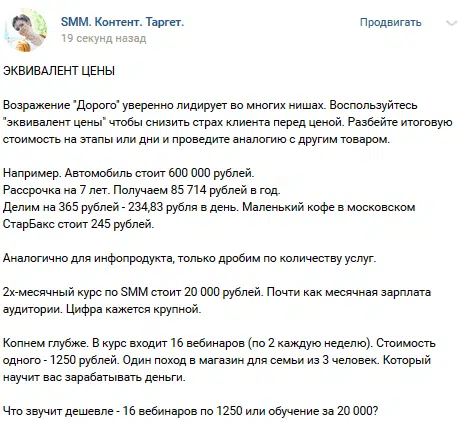 SMM. Контент. Таргет.
Продвигать
19 секунд назад
ЭКВИВАЛЕНТ ЦЕНЫ
Возражение "Дорого" уверенно лидирует во многих нишах. Воспользуйтесь
"эквивалент цены" чтобы снизить страх клиента перед ценой. Разбейте итоговую
стоимость на этапы или дни и проведите аналогию с другим товаром.
Например. Автомобиль стоит 600 000 рублей.
Рассрочка на 7 лет. Получаем 85 714 рублей в год.
Делим на 365 рублей - 234,83 рубля в день. Маленький кофе в московском
СтарБакс стоит 245 рублей.
Аналогично для инфопродукта, только дробим по количеству услуг.
2х-месячный курс по SMM стоит 20 000 рублей. Почти как месячная зарплата
аудитории. Цифра кажется крупной.
Копнем глубже. В курс входит 16 вебинаров (по 2 каждую неделю). Стоимость
одного - 1250 рублей. Один поход в магазин для семьи из 3 человек. Который
научит вас зарабатывать деньги.
Что звучит дешевле - 16 вебинаров по 1250 или обучение за 20 000?